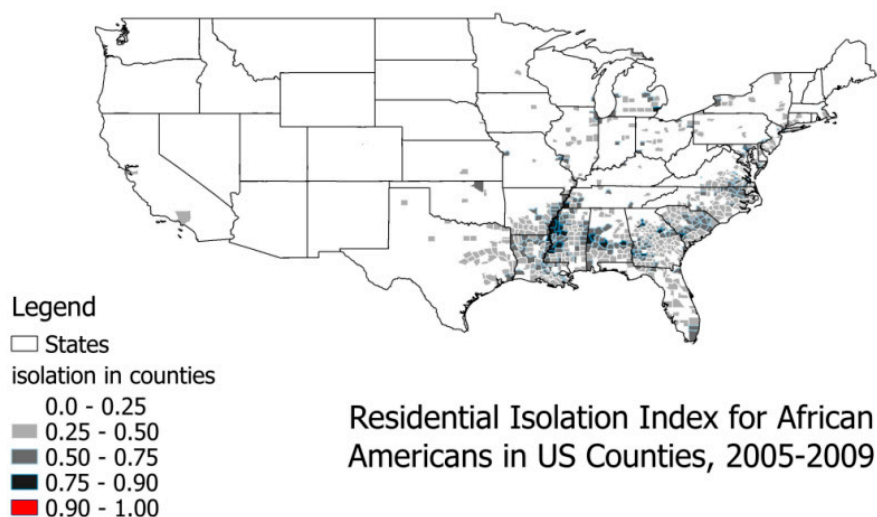 Legend
States
isolation in counties
0.0 - 0.25
0.25 - 0.50
0.50 - 0.75
0.75 - 0.90
0.90 - 1.00
Residential Isolation Index for African
Americans in US Counties, 2005-2009